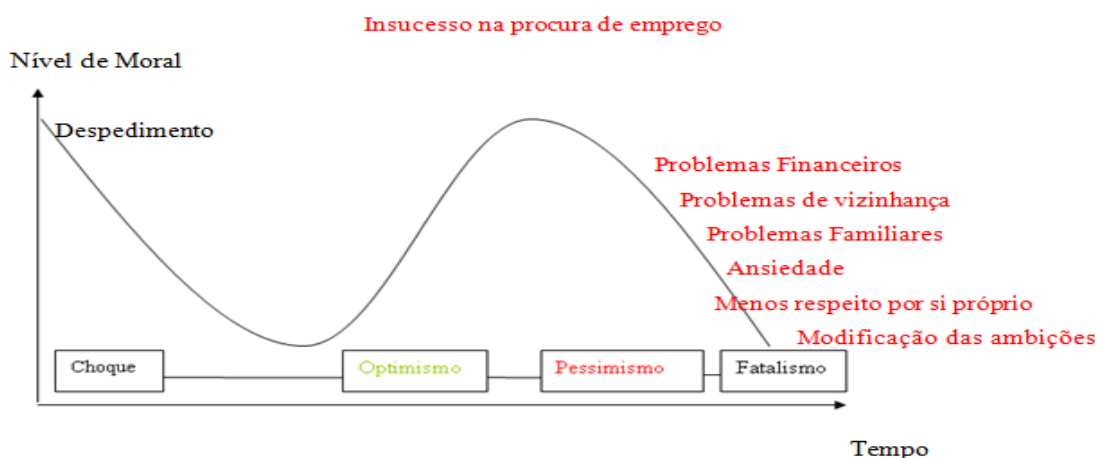 Insucesso na procura de emprego
Nível de Moral
Despedimento
Problemas Financeiros
Problemas de vizinhança
Problemas Familiares
Ansiedade
Menos respeito por si próprio
Modificação das ambições
Choque
Optimismo
Pessimismo
Fatalismo
Tempo